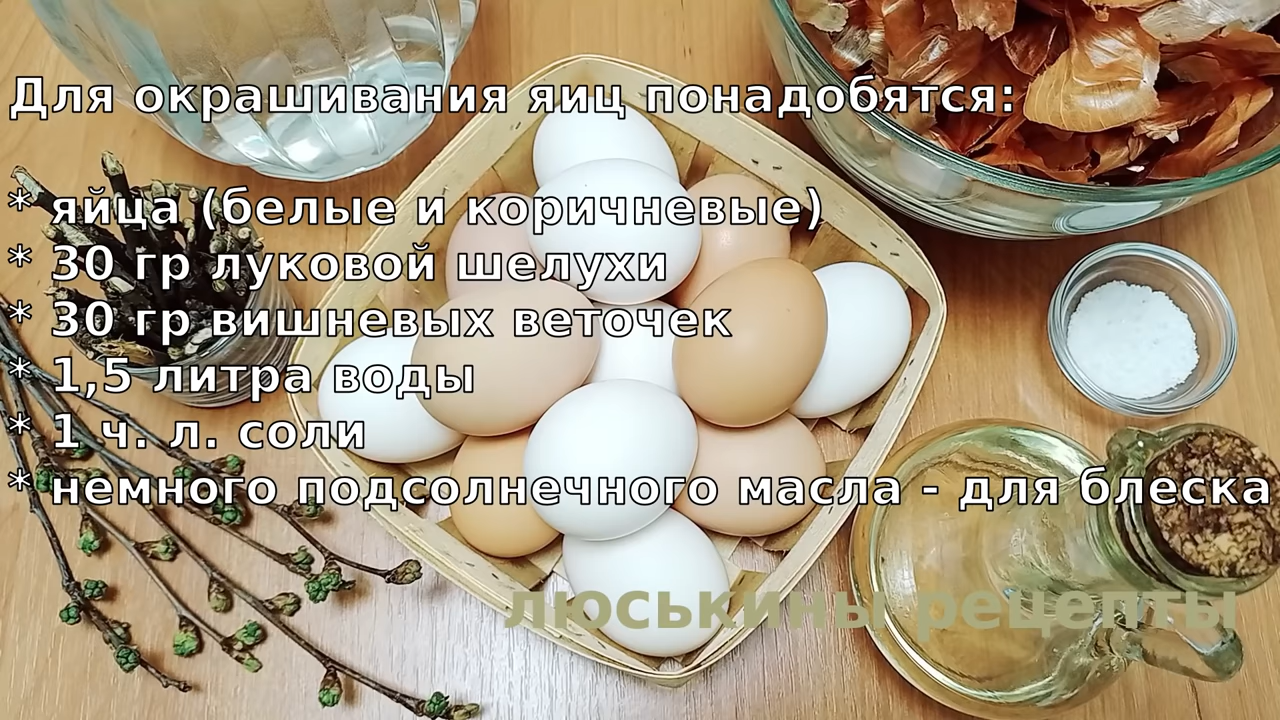 Для окрашивания яиц понадобятся:
* яйца (белые и коричневые)
* 30 гр луковой шелухи
* 30 гр вишневых веточек
* 1,5 литра воды
* 1 ч. л. соли
* немного подсолнечного масла - для блеска
люськины рецепты